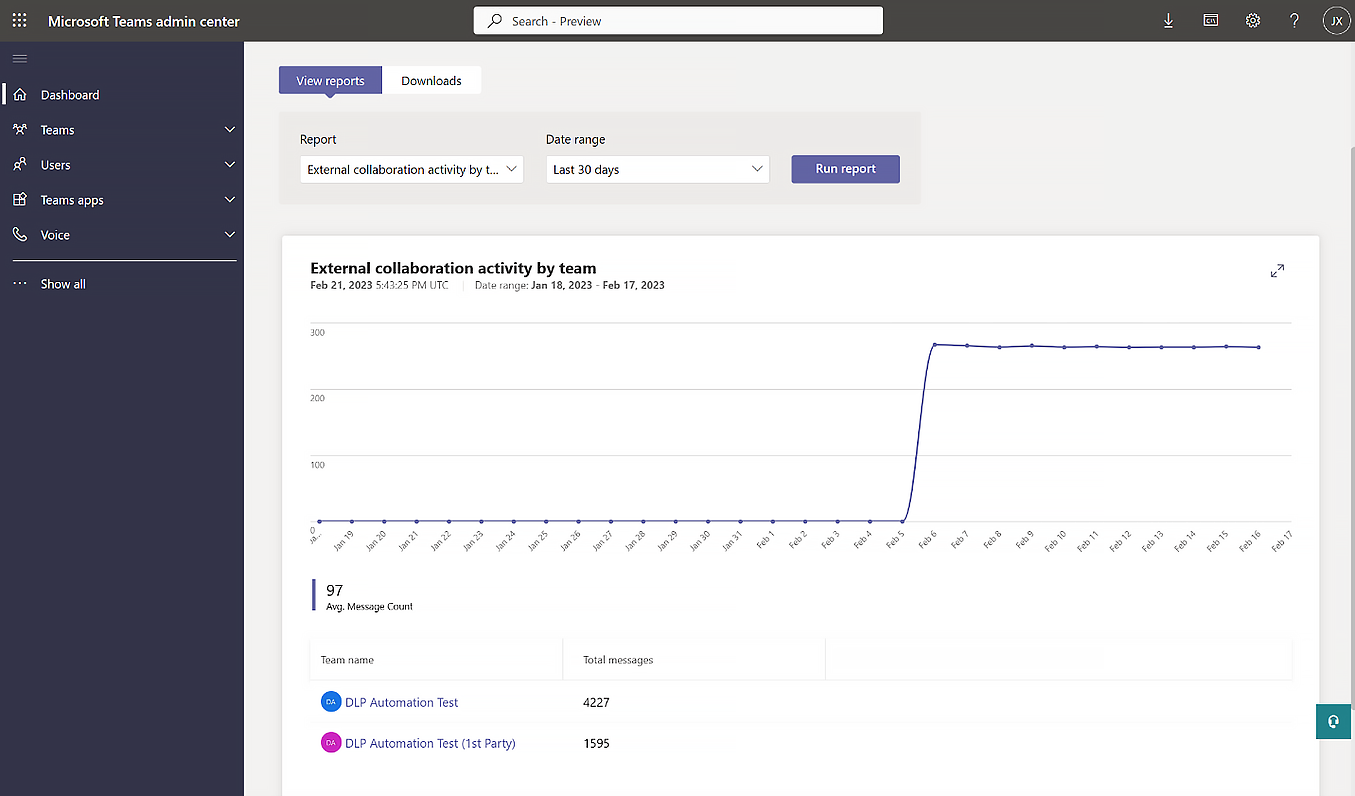 Microsoft Teams admin center
Search - Preview
JX
Dashboard
Teams
Users
Teams apps
Voice
Show all
View reports Downloads
Report Date range
External collaboration activity by t... Last 30 days Run report
External collaboration activity by team
Feb 21, 2023 5:43:25 PM UTC Date range: Jan 18, 2023 - Feb 17, 2023
300
200
100
0
Ja... Jan 19 Jan 20 Jan 21 Jan 22 Jan 23 Jan 24 Jan 25 Jan 26 Jan 27 Jan 28 Jan 29 Jan 30 Jan 31 Feb 1 Feb 2 Feb 3 Feb 4 Feb 5 Feb 6 Feb 7 Feb 8 Feb 9 Feb 10 Feb 11 Feb 12 Feb 13 Feb 14 Feb 15 Feb 16 Feb 17
97
Avg. Message Count
Team name Total messages
DA DLP Automation Test 4227
DA DLP Automation Test (1st Party) 1595